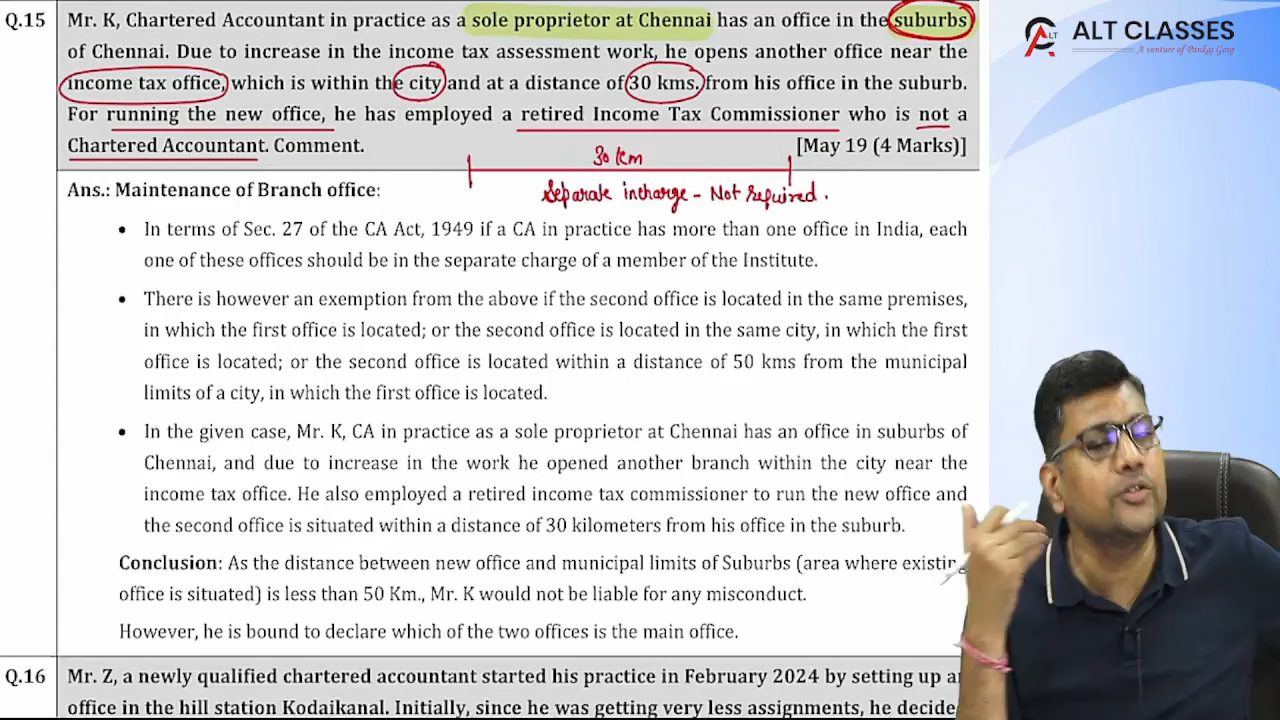 Q.15
Mr. K, Chartered Accountant in practice as a sole proprietor at Chennai has an office in the suburbs
of Chennai. Due to increase in the income tax assessment work, he opens another office near the
income tax office, which is within the city and at a distance of 30 kms. from his office in the suburb.
For running the new office, he has employed a retired Income Tax Commissioner who is not a
Chartered Accountant. Comment. [May 19 (4 Marks)]
30 Km
Separate incharge - Not required.
Ans.: Maintenance of Branch office:
• In terms of Sec. 27 of the CA Act, 1949 if a CA in practice has more than one office in India, each
one of these offices should be in the separate charge of a member of the Institute.
• There is however an exemption from the above if the second office is located in the same premises,
in which the first office is located; or the second office is located in the same city, in which the first
office is located; or the second office is located within a distance of 50 kms from the municipal
limits of a city, in which the first office is located.
• In the given case, Mr. K, CA in practice as a sole proprietor at Chennai has an office in suburbs of
Chennai, and due to increase in the work he opened another branch within the city near the
income tax office. He also employed a retired income tax commissioner to run the new office and
the second office is situated within a distance of 30 kilometers from his office in the suburb.
Conclusion: As the distance between new office and municipal limits of Suburbs (area where existing
office is situated) is less than 50 Km., Mr. K would not be liable for any misconduct.
However, he is bound to declare which of the two offices is the main office.
Q.16
Mr. Z, a newly qualified chartered accountant started his practice in February 2024 by setting up a
office in the hill station Kodaikanal. Initially, since he was getting very less assignments, he decide
ALT
ALT CLASSES
A venture of Pankaj Garg